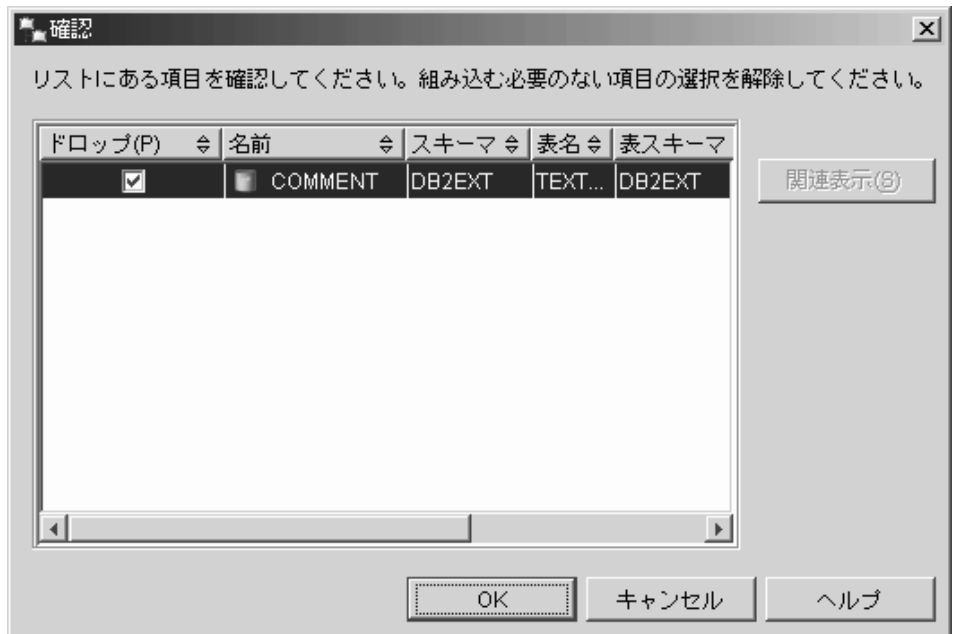 確認
リストにある項目を確認してください。組み込む必要のない項目の選択を解除してください。
ドロップ(P) 名前 スキーマ 表名 表スキーマ
COMMENT DB2EXT TEXT... DB2EXT
関連表示(S)
OK キャンセル ヘルプ